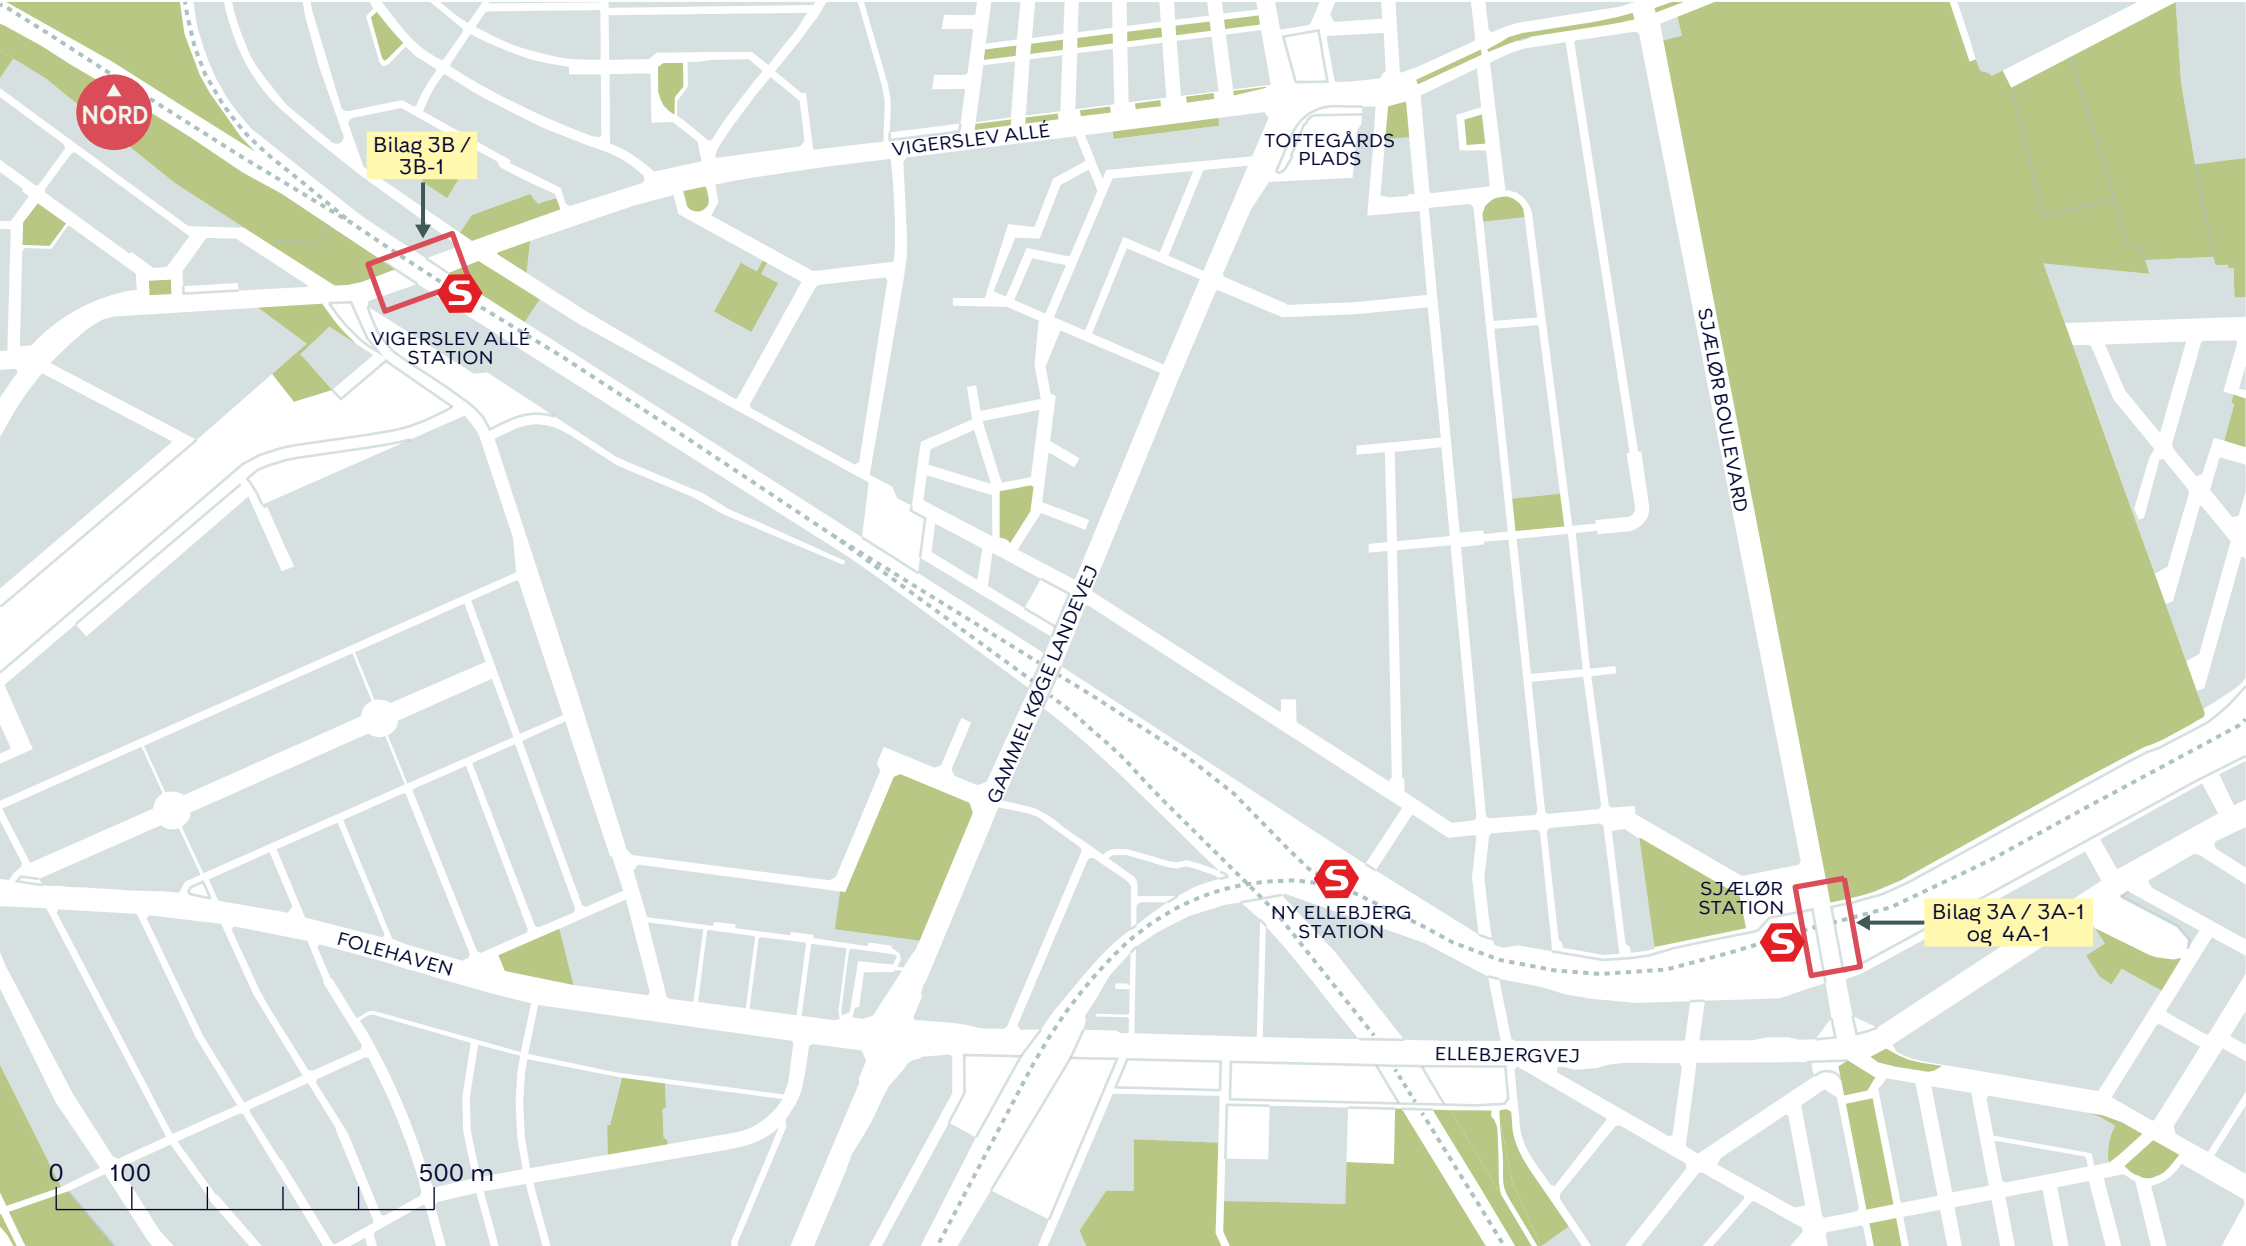 NORD
Bilag 3B /
3B-1
VIGERSLEV ALLÉ
TOFTEGÅRDS
PLADS
S
VIGERSLEV ALLÉ
STATION
SJÆLØR BOULEVARD
GAMMEL KØGE LANDEVEJ
S
NY ELLEBJERG
STATION
SJÆLØR
STATION
S
Bilag 3A / 3A-1
og 4A-1
FOLEHAVEN
ELLEBJERGVEJ
0 100 500 m